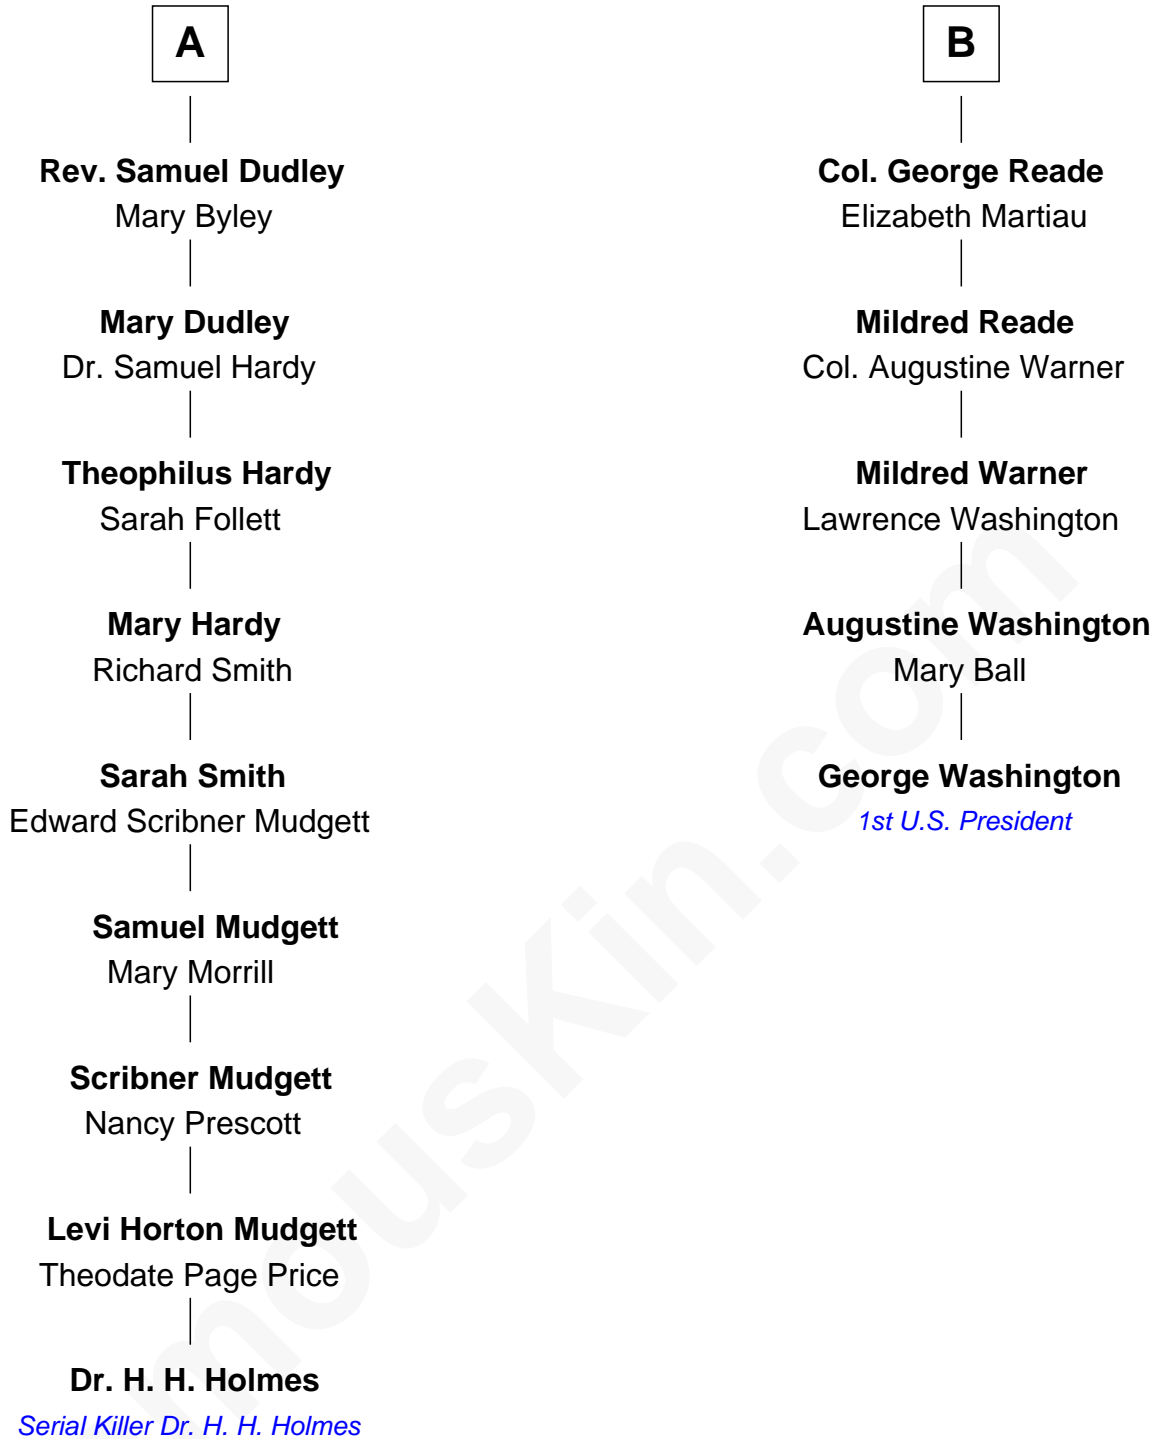 A
Rev. Samuel Dudley
Mary Byley
Mary Dudley
Dr. Samuel Hardy
Theophilus Hardy
Sarah Follett
Mary Hardy
Richard Smith
Sarah Smith
Edward Scribner Mudgett
Samuel Mudgett
Mary Morrill
Scribner Mudgett
Nancy Prescott
Levi Horton Mudgett
Theodate Page Price
Dr. H. H. Holmes
Serial Killer Dr. H. H. Holmes
B
Col. George Reade
Elizabeth Martiau
Mildred Reade
Col. Augustine Warner
Mildred Warner
Lawrence Washington
Augustine Washington
Mary Ball
George Washington
1st U.S. President
mouskin.com